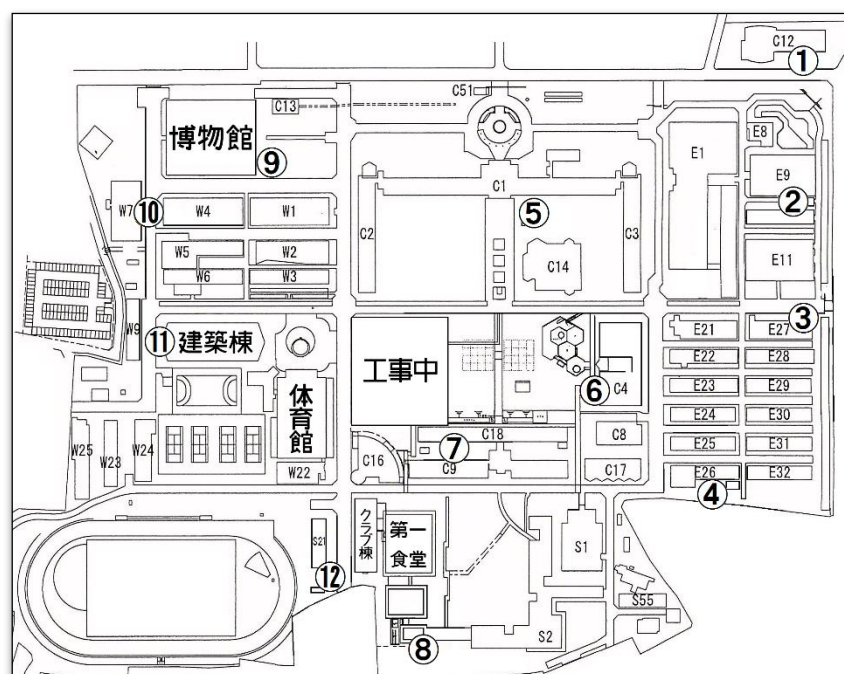 C12
①
C51
C13
博物館
⑨
E8
E1
E9
②
C1
W7
⑩
W4
W1
C2
⑤
C3
C14
W5
W2
W6
W3
E11
③
W9
⑪
建築棟
工事中
E21
E27
E22
E28
⑥
C4
E23
E29
体育館
E24
E30
W25
W23
W24
⑦
C18
C8
E25
E31
C16
C9
C17
W22
E26
E32
④
クラブ棟
第一
食堂
S21
⑫
S1
S55
S2
⑧